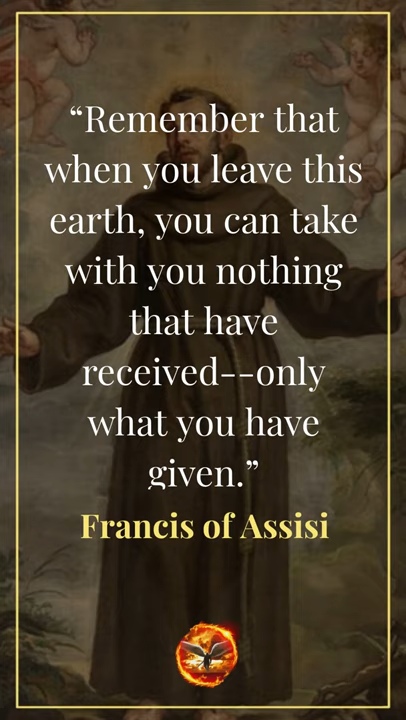 “Remember that
when you leave this
earth, you can take
with you nothing
that have
received--only
what you have
given.”
Francis of Assisi